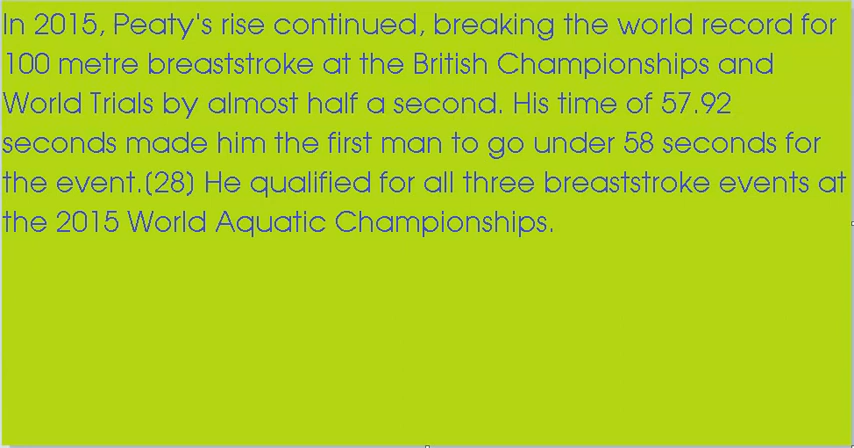 In 2015, Peaty's rise continued, breaking the world record for
100 metre breaststroke at the British Championships and
World Trials by almost half a second. His time of 57.92
seconds made him the first man to go under 58 seconds for
the event.(28) He qualified for all three breaststroke events at
the 2015 World Aquatic Championships.